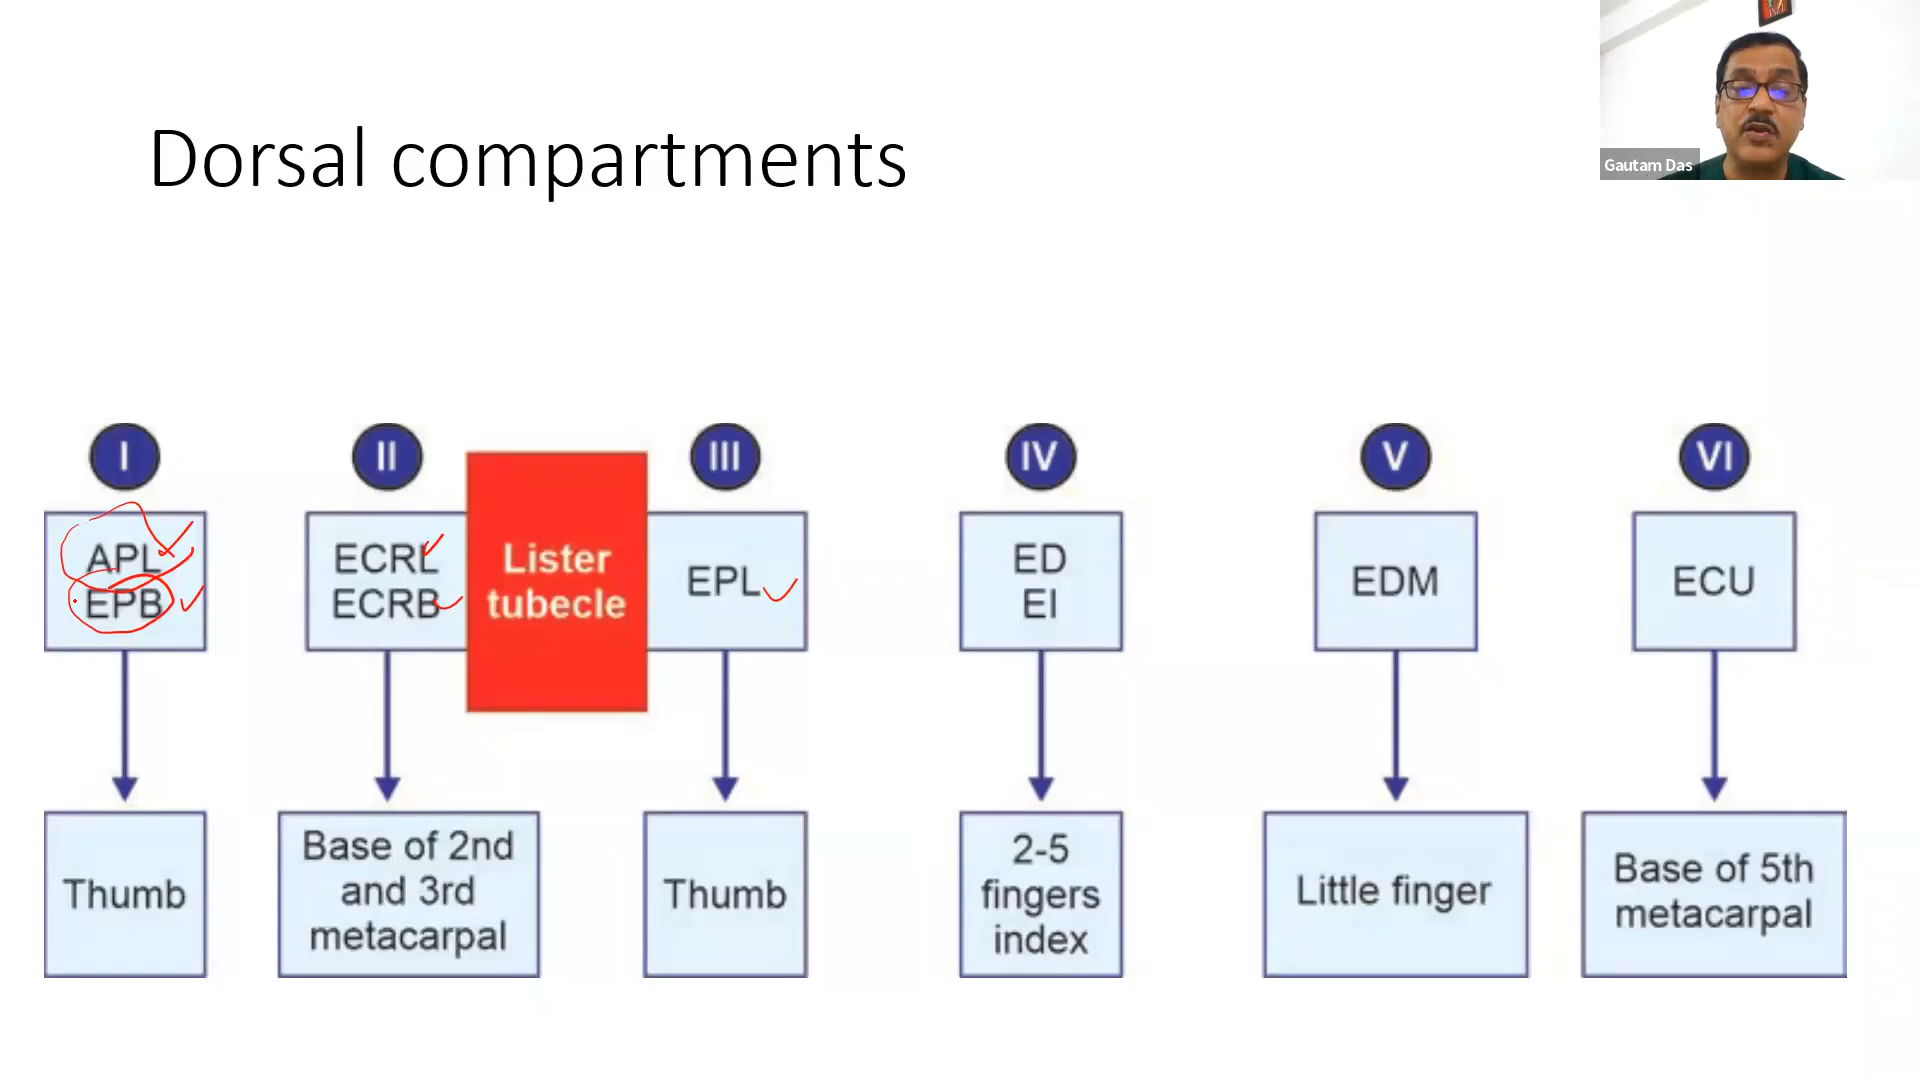 Dorsal compartments
Gautam Das
I
II
III
IV
V
VI
APL
EPB
ECRL
ECRB
Lister
tubecle
EPL
ED
EI
EDM
ECU
Thumb
Base of 2nd
and 3rd
metacarpal
Thumb
2-5
fingers
index
Little finger
Base of 5th
metacarpal